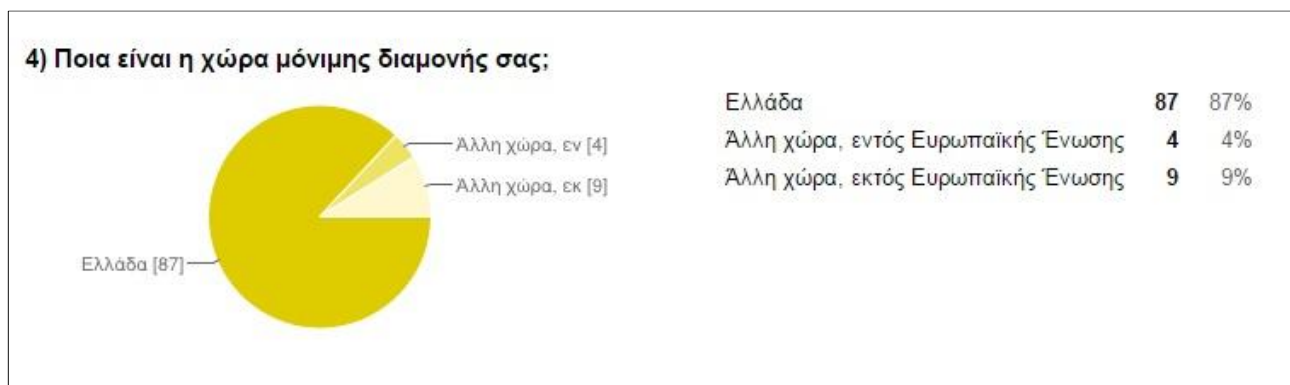 4) Ποια είναι η χώρα μόνιμης διαμονής σας;
Άλλη χώρα, εν [4]
Άλλη χώρα, εκ [9]
Ελλάδα [87]
Ελλάδα 87 87%
Άλλη χώρα, εντός Ευρωπαϊκής Ένωσης 4 4%
Άλλη χώρα, εκτός Ευρωπαϊκής Ένωσης 9 9%